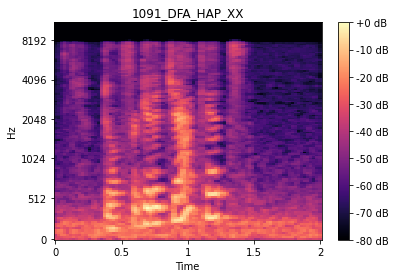 1091_DFA_HAP_XX
+0 dB
8192
-10 dB
4096
-20 dB
-30 dB
2048
Hz
-40 dB
1024
-50 dB
512
-60 dB
-70 dB
0
-80 dB
0
0.5
1
1.5
2
Time